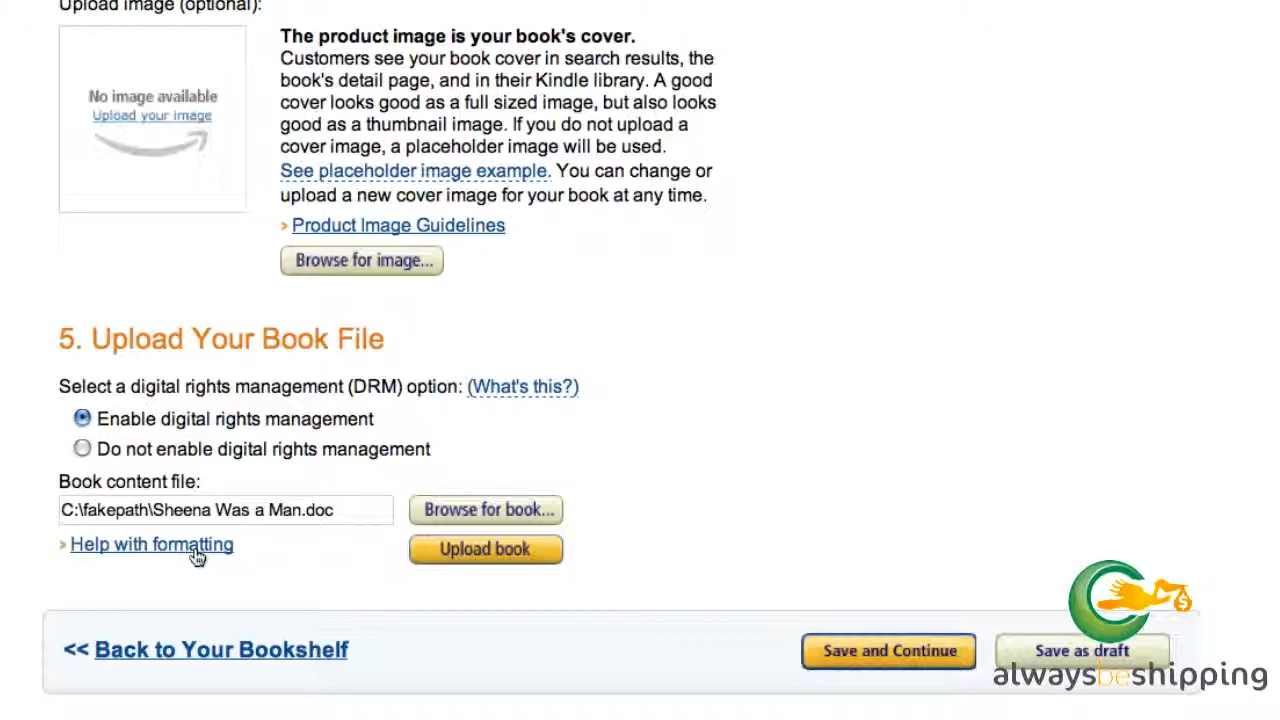 Upload image (optional):
No image available
Upload your image
The product image is your book's cover.
Customers see your book cover in search results, the
book's detail page, and in their Kindle library. A good
cover looks good as a full sized image, but also looks
good as a thumbnail image. If you do not upload a
cover image, a placeholder image will be used.
See placeholder image example. You can change or
upload a new cover image for your book at any time.
> Product Image Guidelines
Browse for image...
5. Upload Your Book File
Select a digital rights management (DRM) option: (What's this?)
Enable digital rights management
Do not enable digital rights management
Book content file:
C:\fakepath\Sheena Was a Man.doc
Browse for book...
> Help with formatting
Upload book
<< Back to Your Bookshelf
Save and Continue
Save as draft
$
alwaysbeshipping